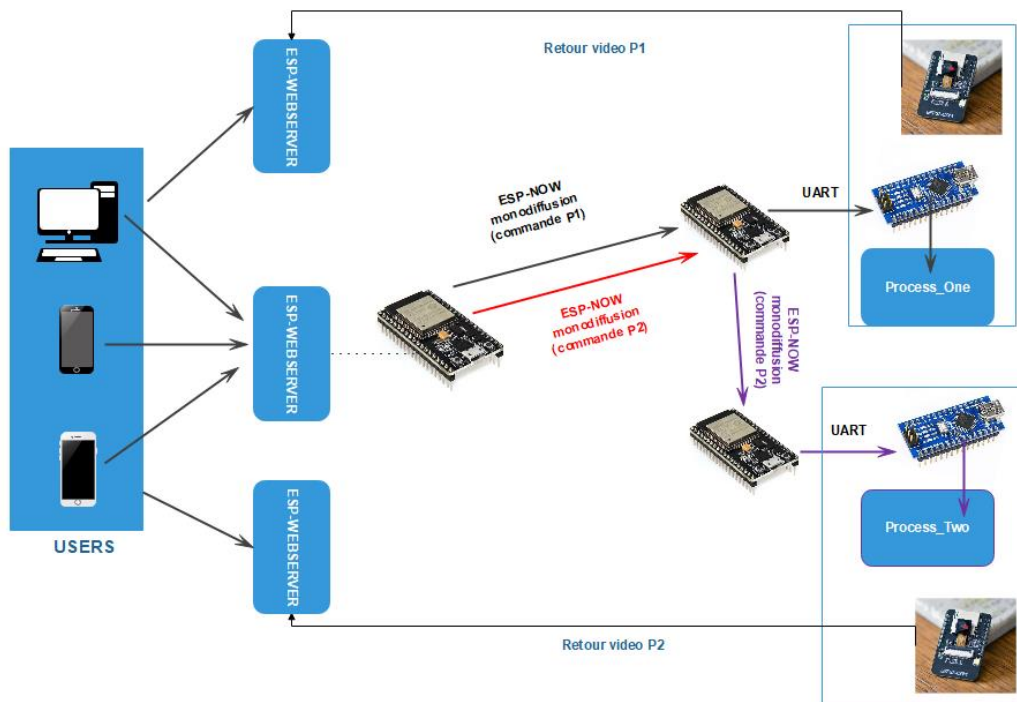 Retour video P1
ESP-WEBSERVER
ESP-NOW
monodiffusion
(commande P1)
UART
ESP-NOW
monodiffusion
(commande P2)
Process_One
ESP-WEBSERVER
ESP-NOW
monodiffusion
(commande P2)
UART
Process_Two
ESP-WEBSERVER
USERS
Retour video P2